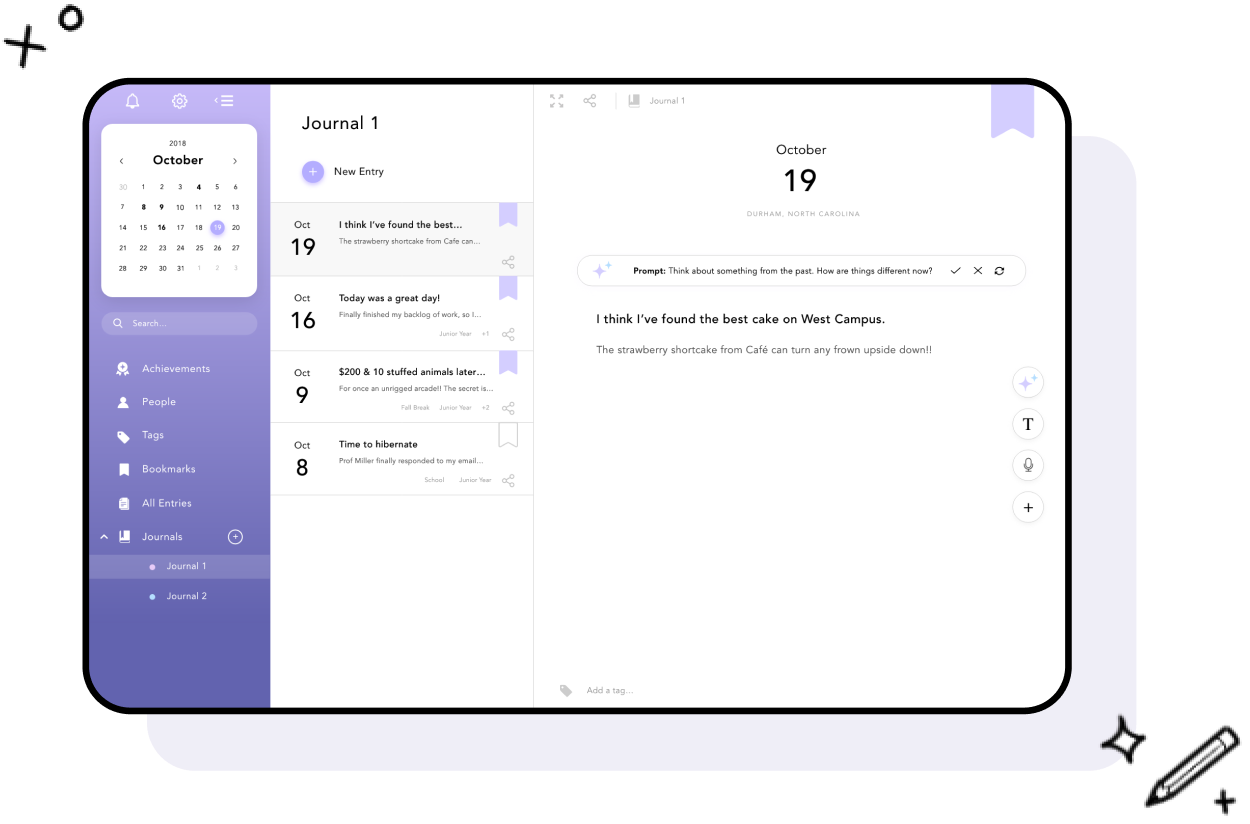 2018
October
30 1 2 3 4 5 6
7 8 9 10 11 12 13
14 15 16 17 18 19 20
21 22 23 24 25 26 27
28 29 30 31 1 2 3
Search...
Achievements
People
Tags
Bookmarks
All Entries
Journals
Journal 1
Journal 2
Journal 1
New Entry
Oct
19
I think I've found the best...
The strawberry shortcake from Cafe can...
Oct
16
Today was a great day!
Finally finished my backlog of work, so I...
Junior Year +1
Oct
9
$200 & 10 stuffed animals later...
For once an unrigged arcade!! The secret is...
Fall Break Junior Year +2
Oct
8
Time to hibernate
Prof Miller finally responded to my email...
School Junior Year
Journal 1
October
19
DURHAM, NORTH CAROLINA
Prompt: Think about something from the past. How are things different now?
I think I've found the best cake on West Campus.
The strawberry shortcake from Café can turn any frown upside down!!
T
Add a tag...